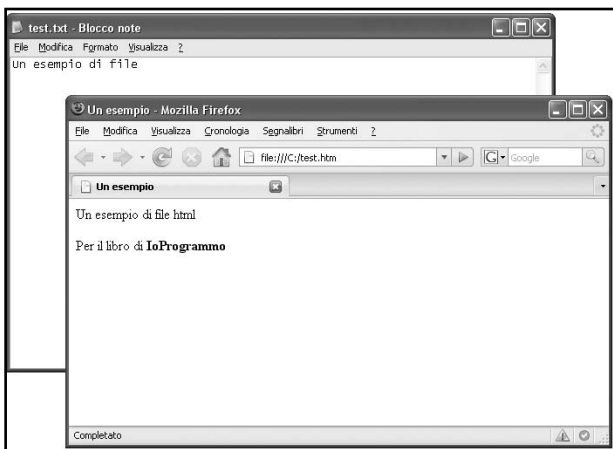 test.txt - Blocco note
File Modifica Formato Visualizza ?
Un esempio di file
Un esempio - Mozilla Firefox
File Modifica Visualizza Cronologia Segnalibri Strumenti ?
file:///C:/test.htm
G Google
Un esempio
Un esempio di file html
Per il libro di IoProgrammo
Completato